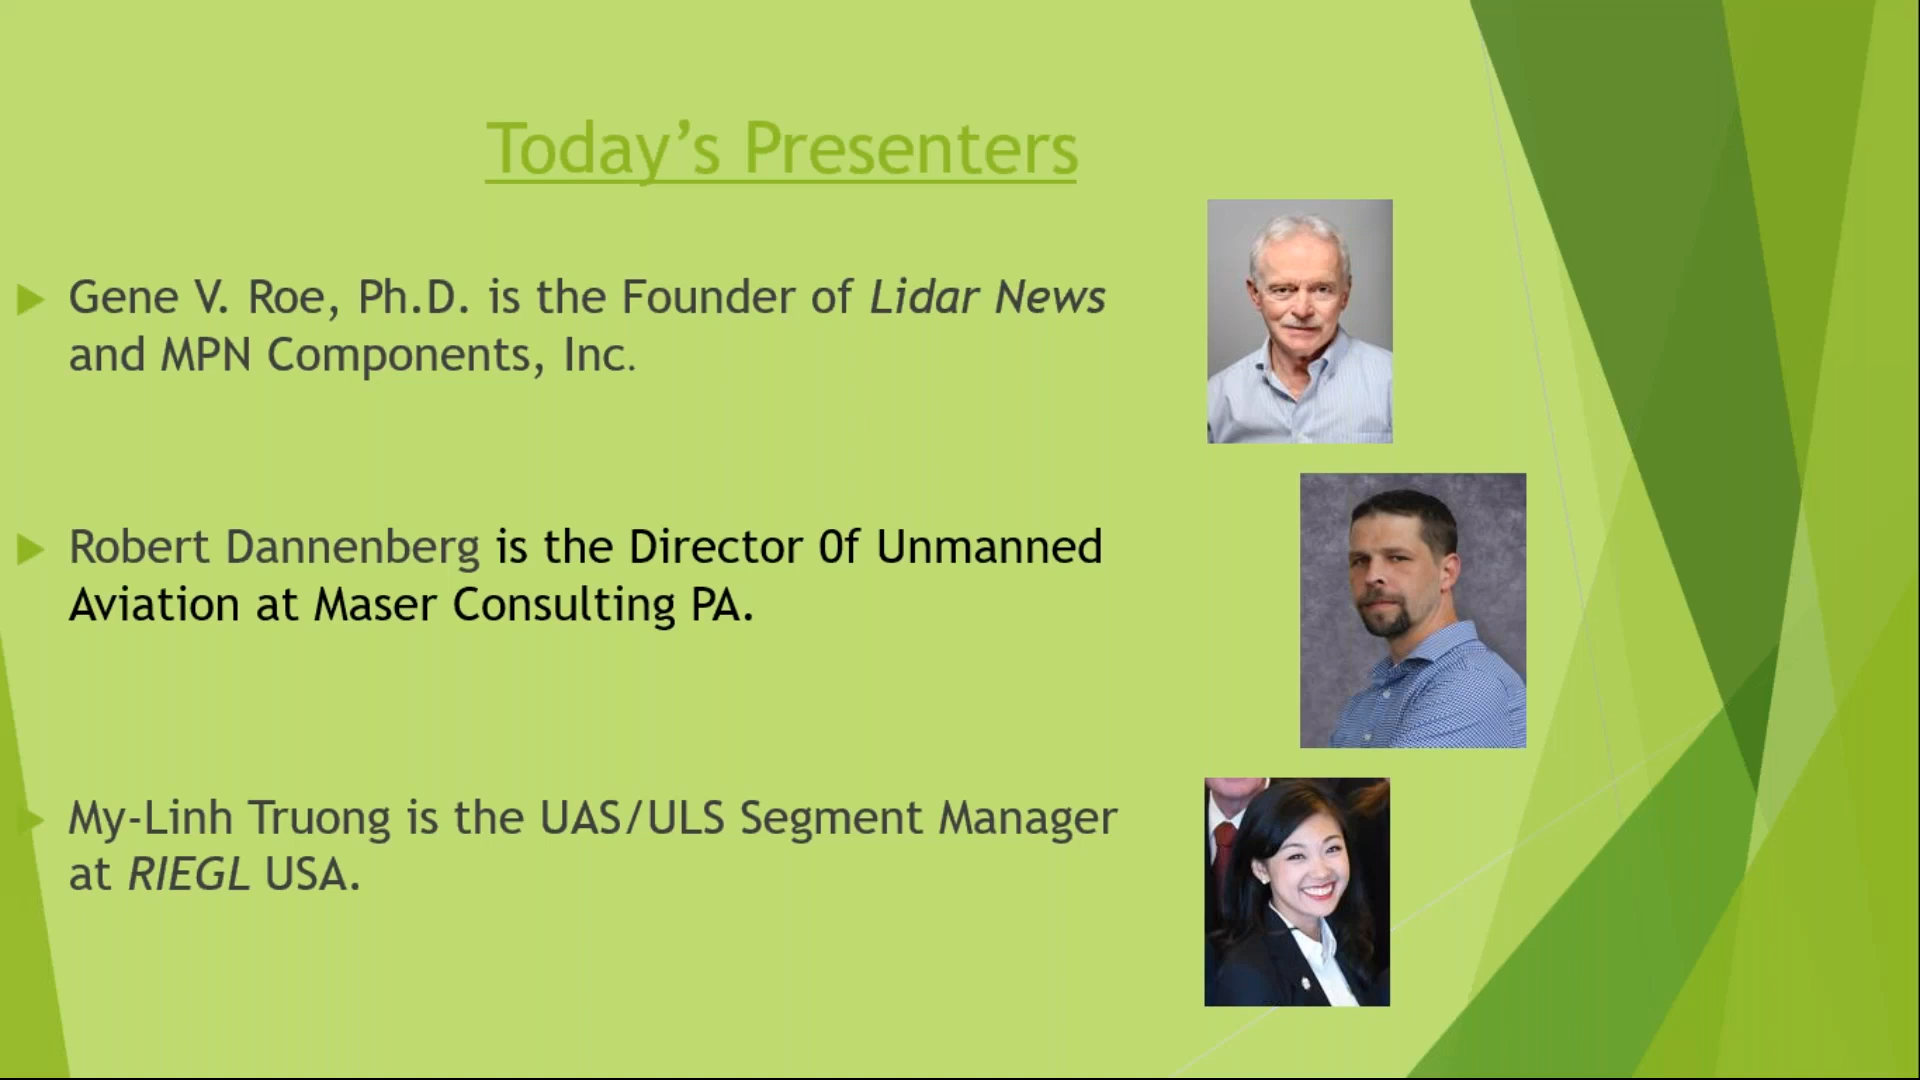 Today’s Presenters
Gene V. Roe, Ph.D. is the Founder of Lidar News
and MPN Components, Inc.
Robert Dannenberg is the Director 0f Unmanned
Aviation at Maser Consulting PA.
My-Linh Truong is the UAS/ULS Segment Manager
at RIEGL USA.